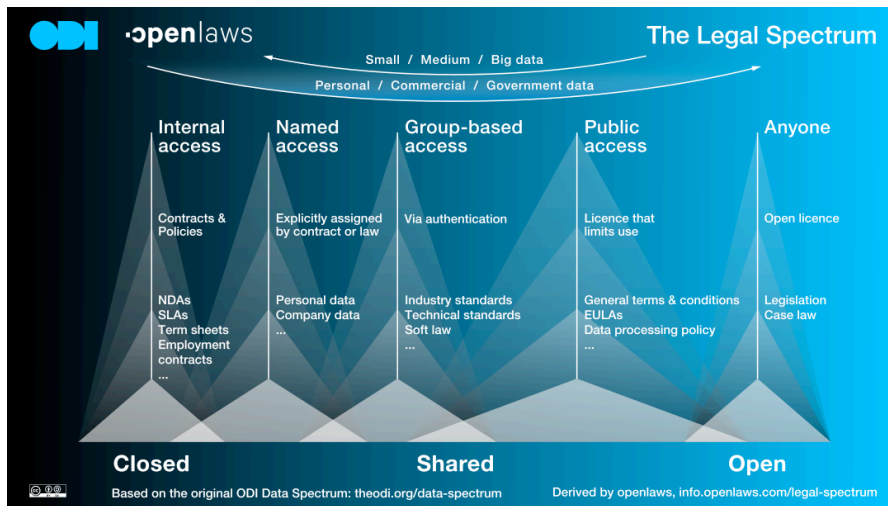 ODI
openlaws
The Legal Spectrum
Small / Medium / Big data
Personal / Commercial / Government data
Internal
access
Named
access
Group-based
access
Public
access
Anyone
Contracts &
Policies
Explicitly assigned
by contract or law
Via authentication
Licence that
limits use
Open licence
NDAs
SLAs
Term sheets
Employment
contracts
...
Personal data
Company data
...
Industry standards
Technical standards
Soft law
...
General terms & conditions
EULAs
Data processing policy
...
Legislation
Case law
Closed
Shared
Open
Based on the original ODI Data Spectrum: theodi.org/data-spectrum
Derived by openlaws, info.openlaws.com/legal-spectrum